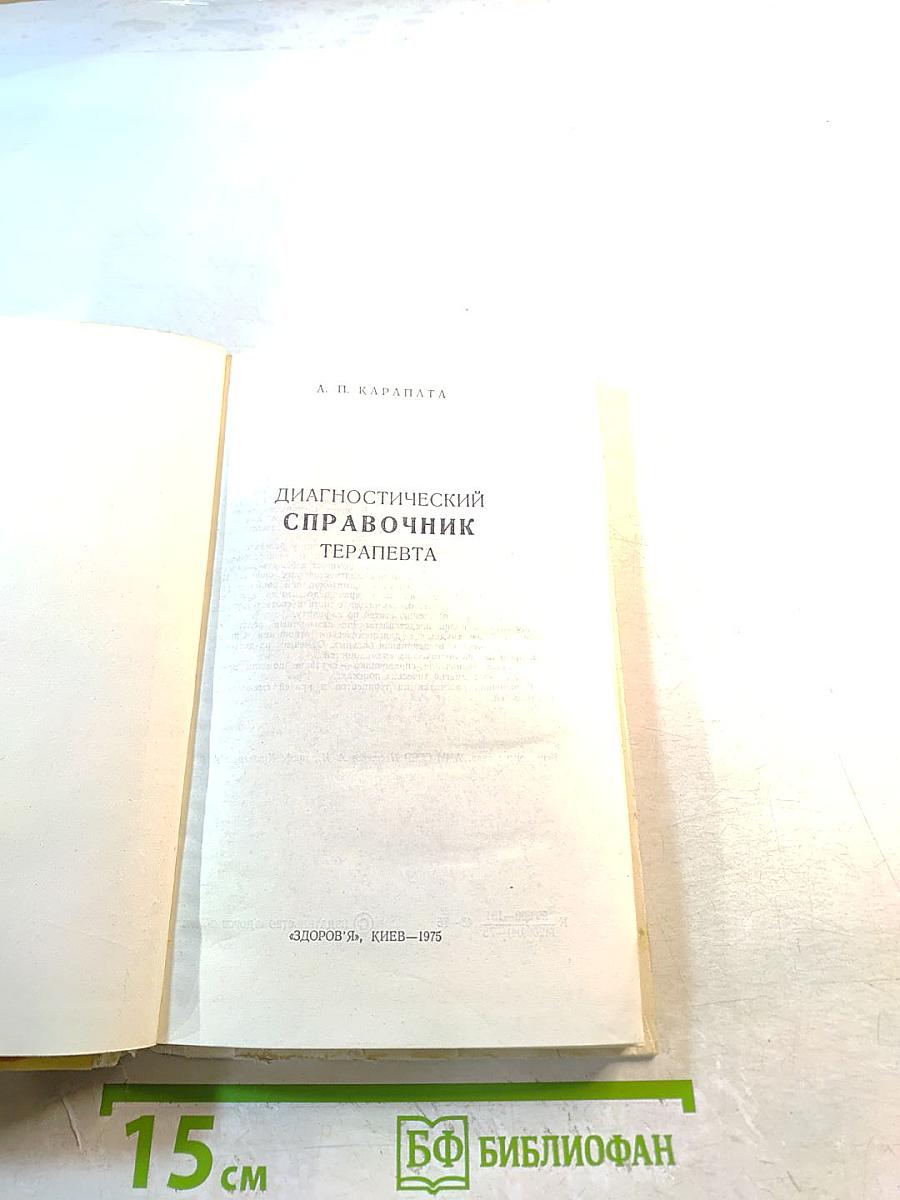 А. П. КАРАПАТА
ДИАГНОСТИЧЕСКИЙ
СПРАВОЧНИК
ТЕРАПЕВТА
«ЗДОРОВ'Я», КИЕВ—1975
15 см
БФ БИБЛИОФАН